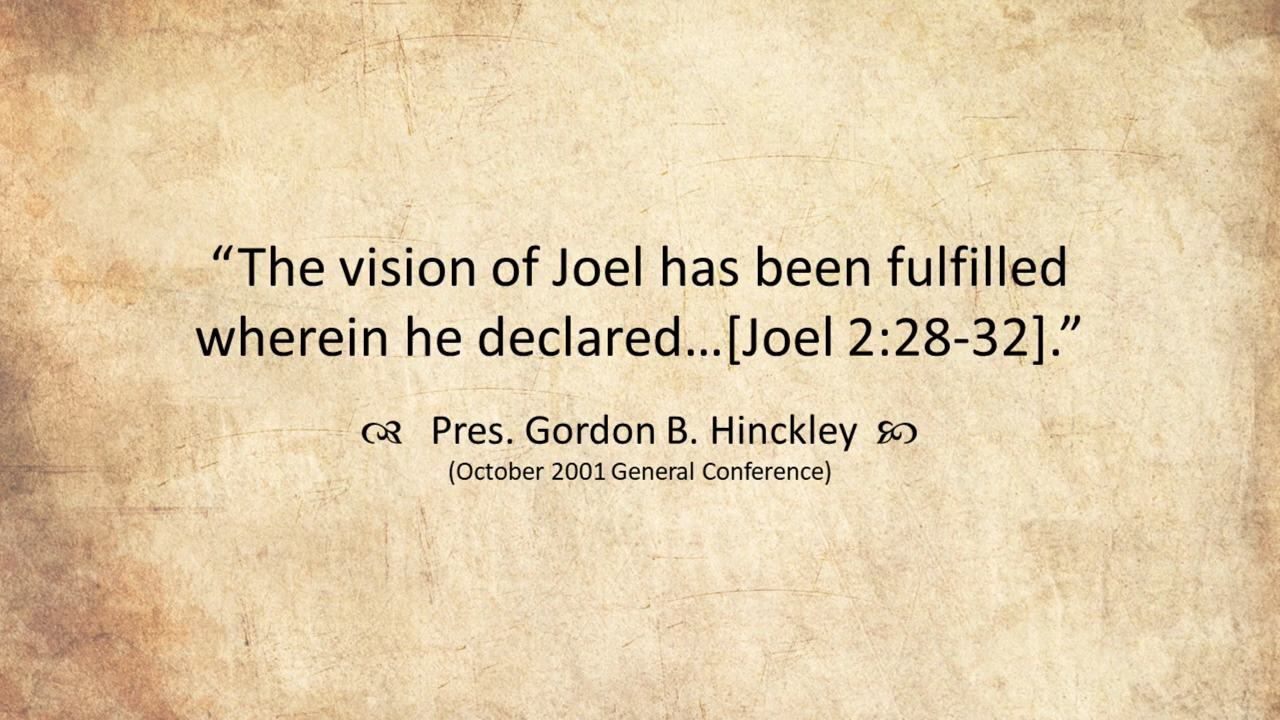 “The vision of Joel has been fulfilled
wherein he declared…[Joel 2:28-32].”
Pres. Gordon B. Hinckley
(October 2001 General Conference)